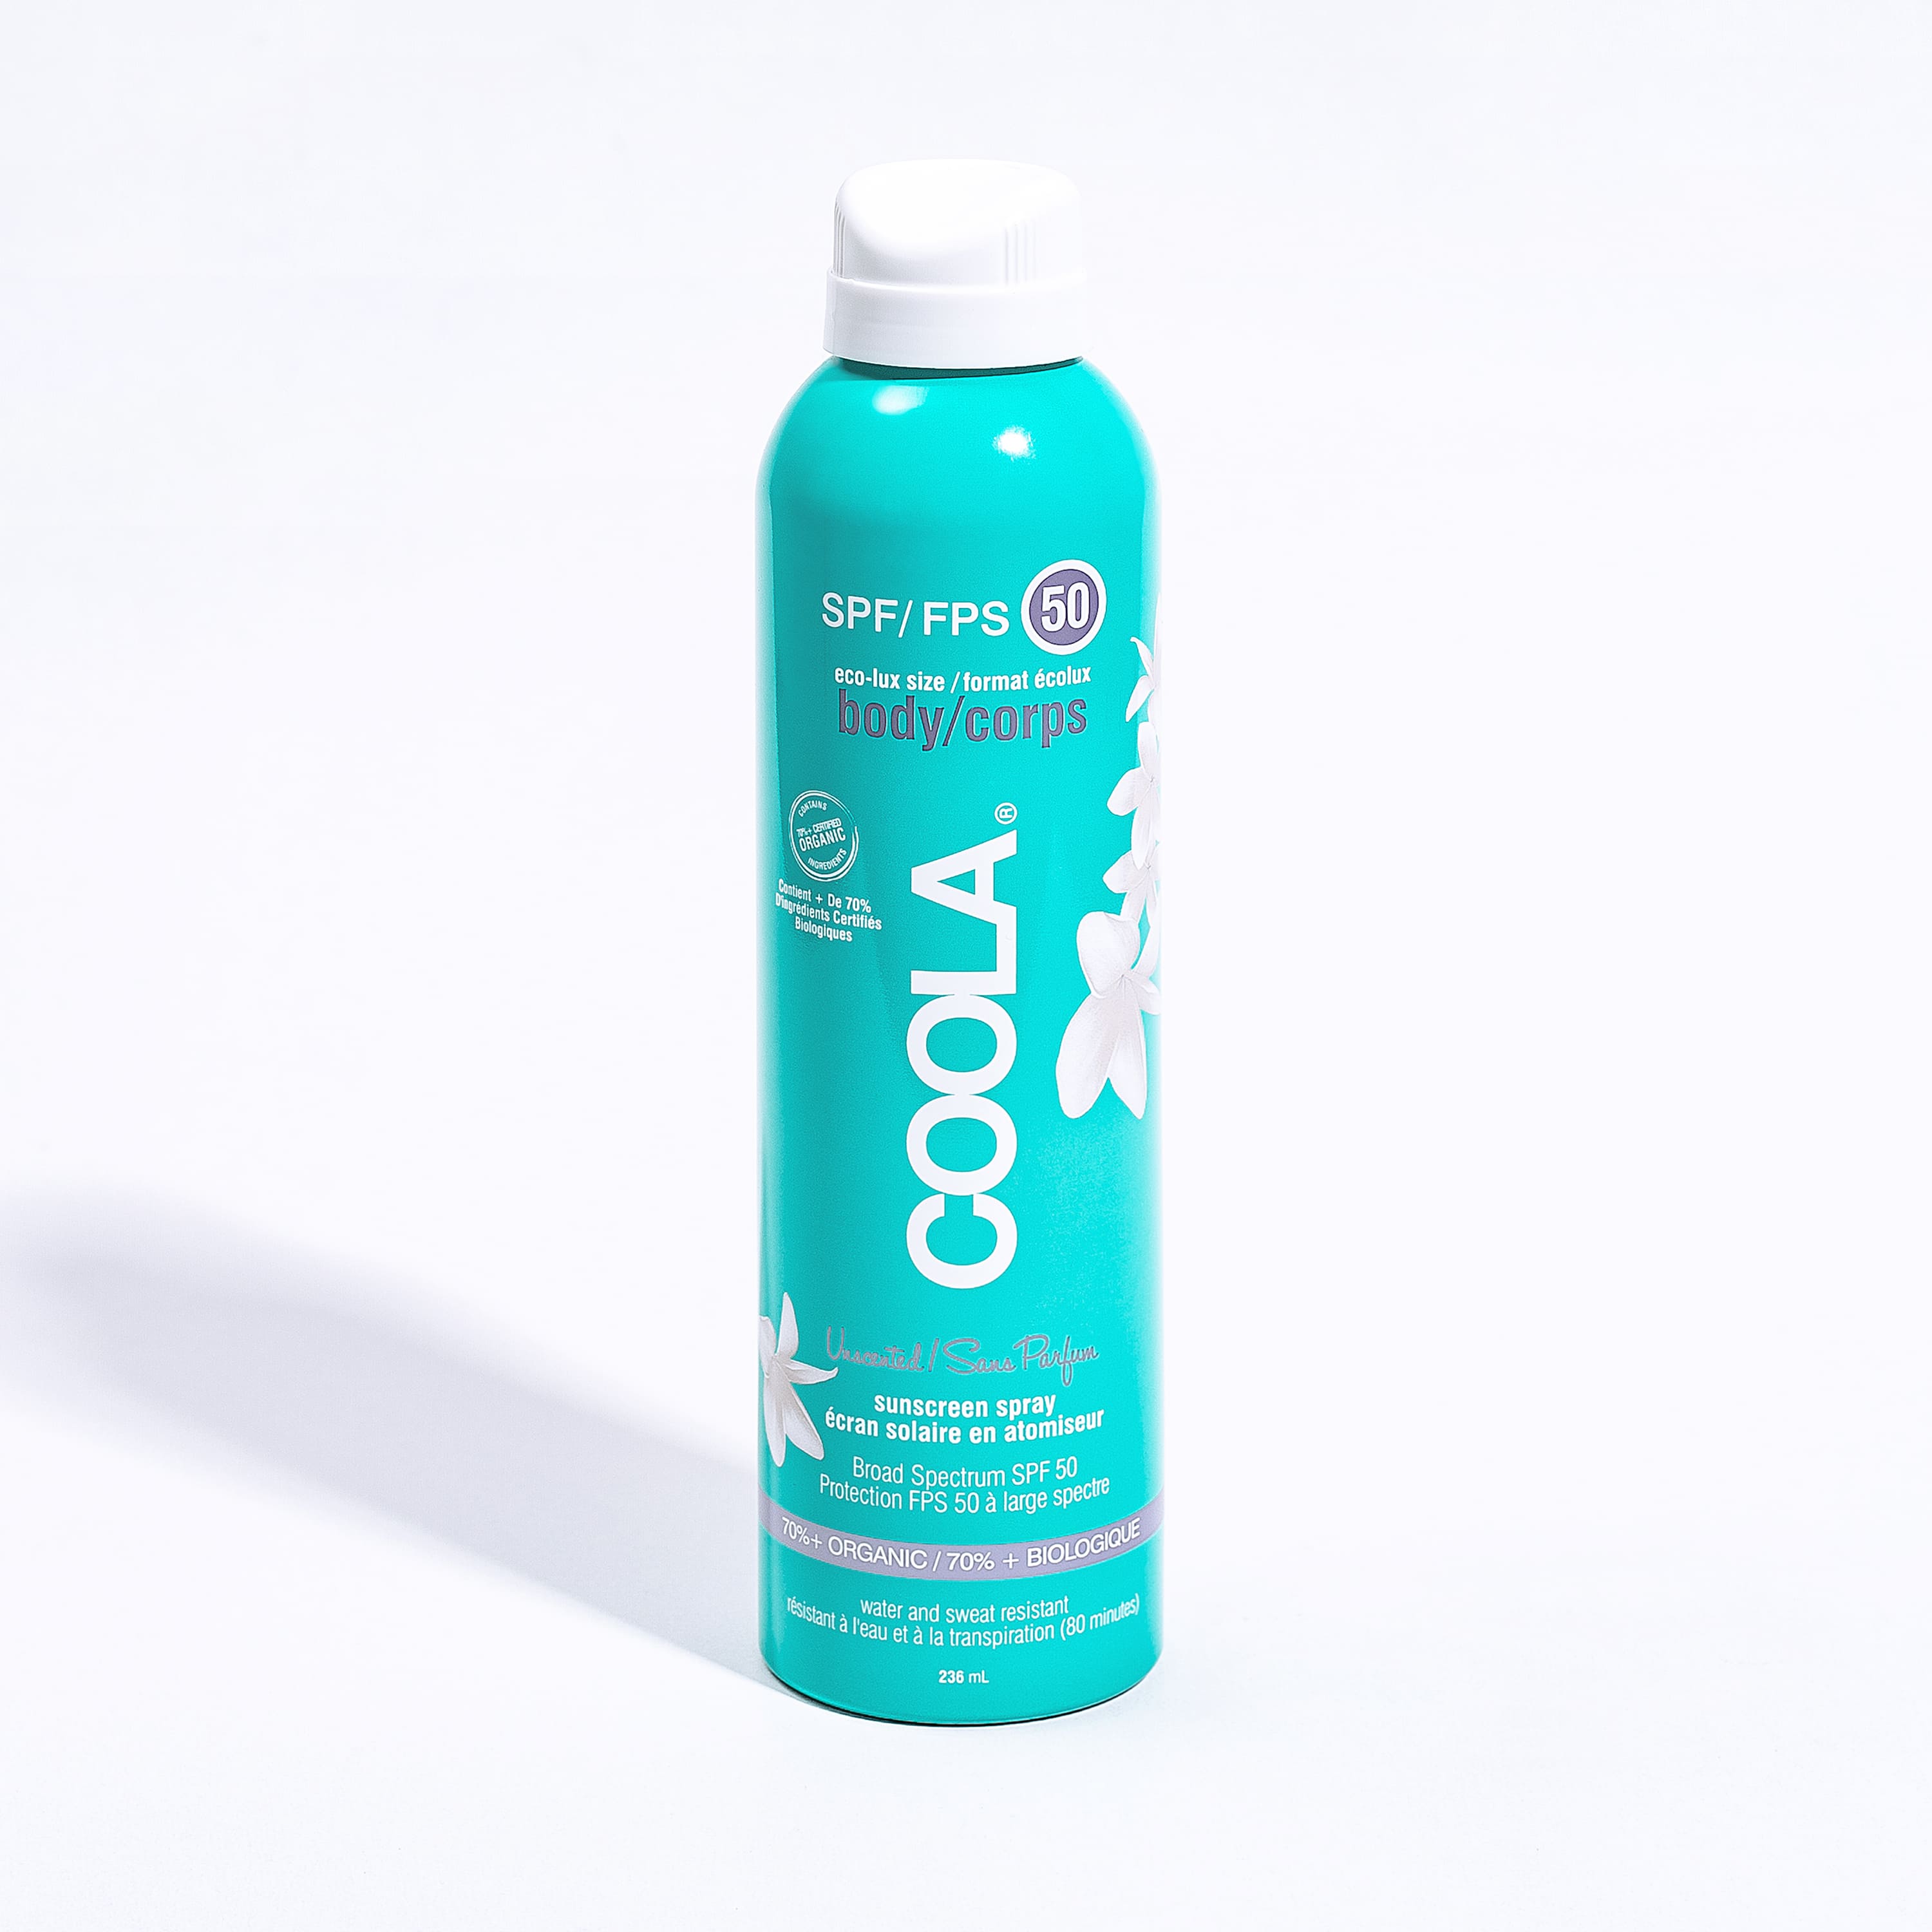 SPF/FPS 50
eco-lux size / format écolux
body/corps
CONTAINS
70%+ CERTIFIED
ORGANIC
INGREDIENTS
Contient + De 70%
D'ingrédients Certifiés
Biologiques
COOLA®
Unscented / Sans Parfum
sunscreen spray
écran solaire en atomiseur
Broad Spectrum SPF 50
Protection FPS 50 à large spectre
70%+ ORGANIC / 70% + BIOLOGIQUE
water and sweat resistant
résistant à l'eau et à la transpiration (80 minutes)
236 mL